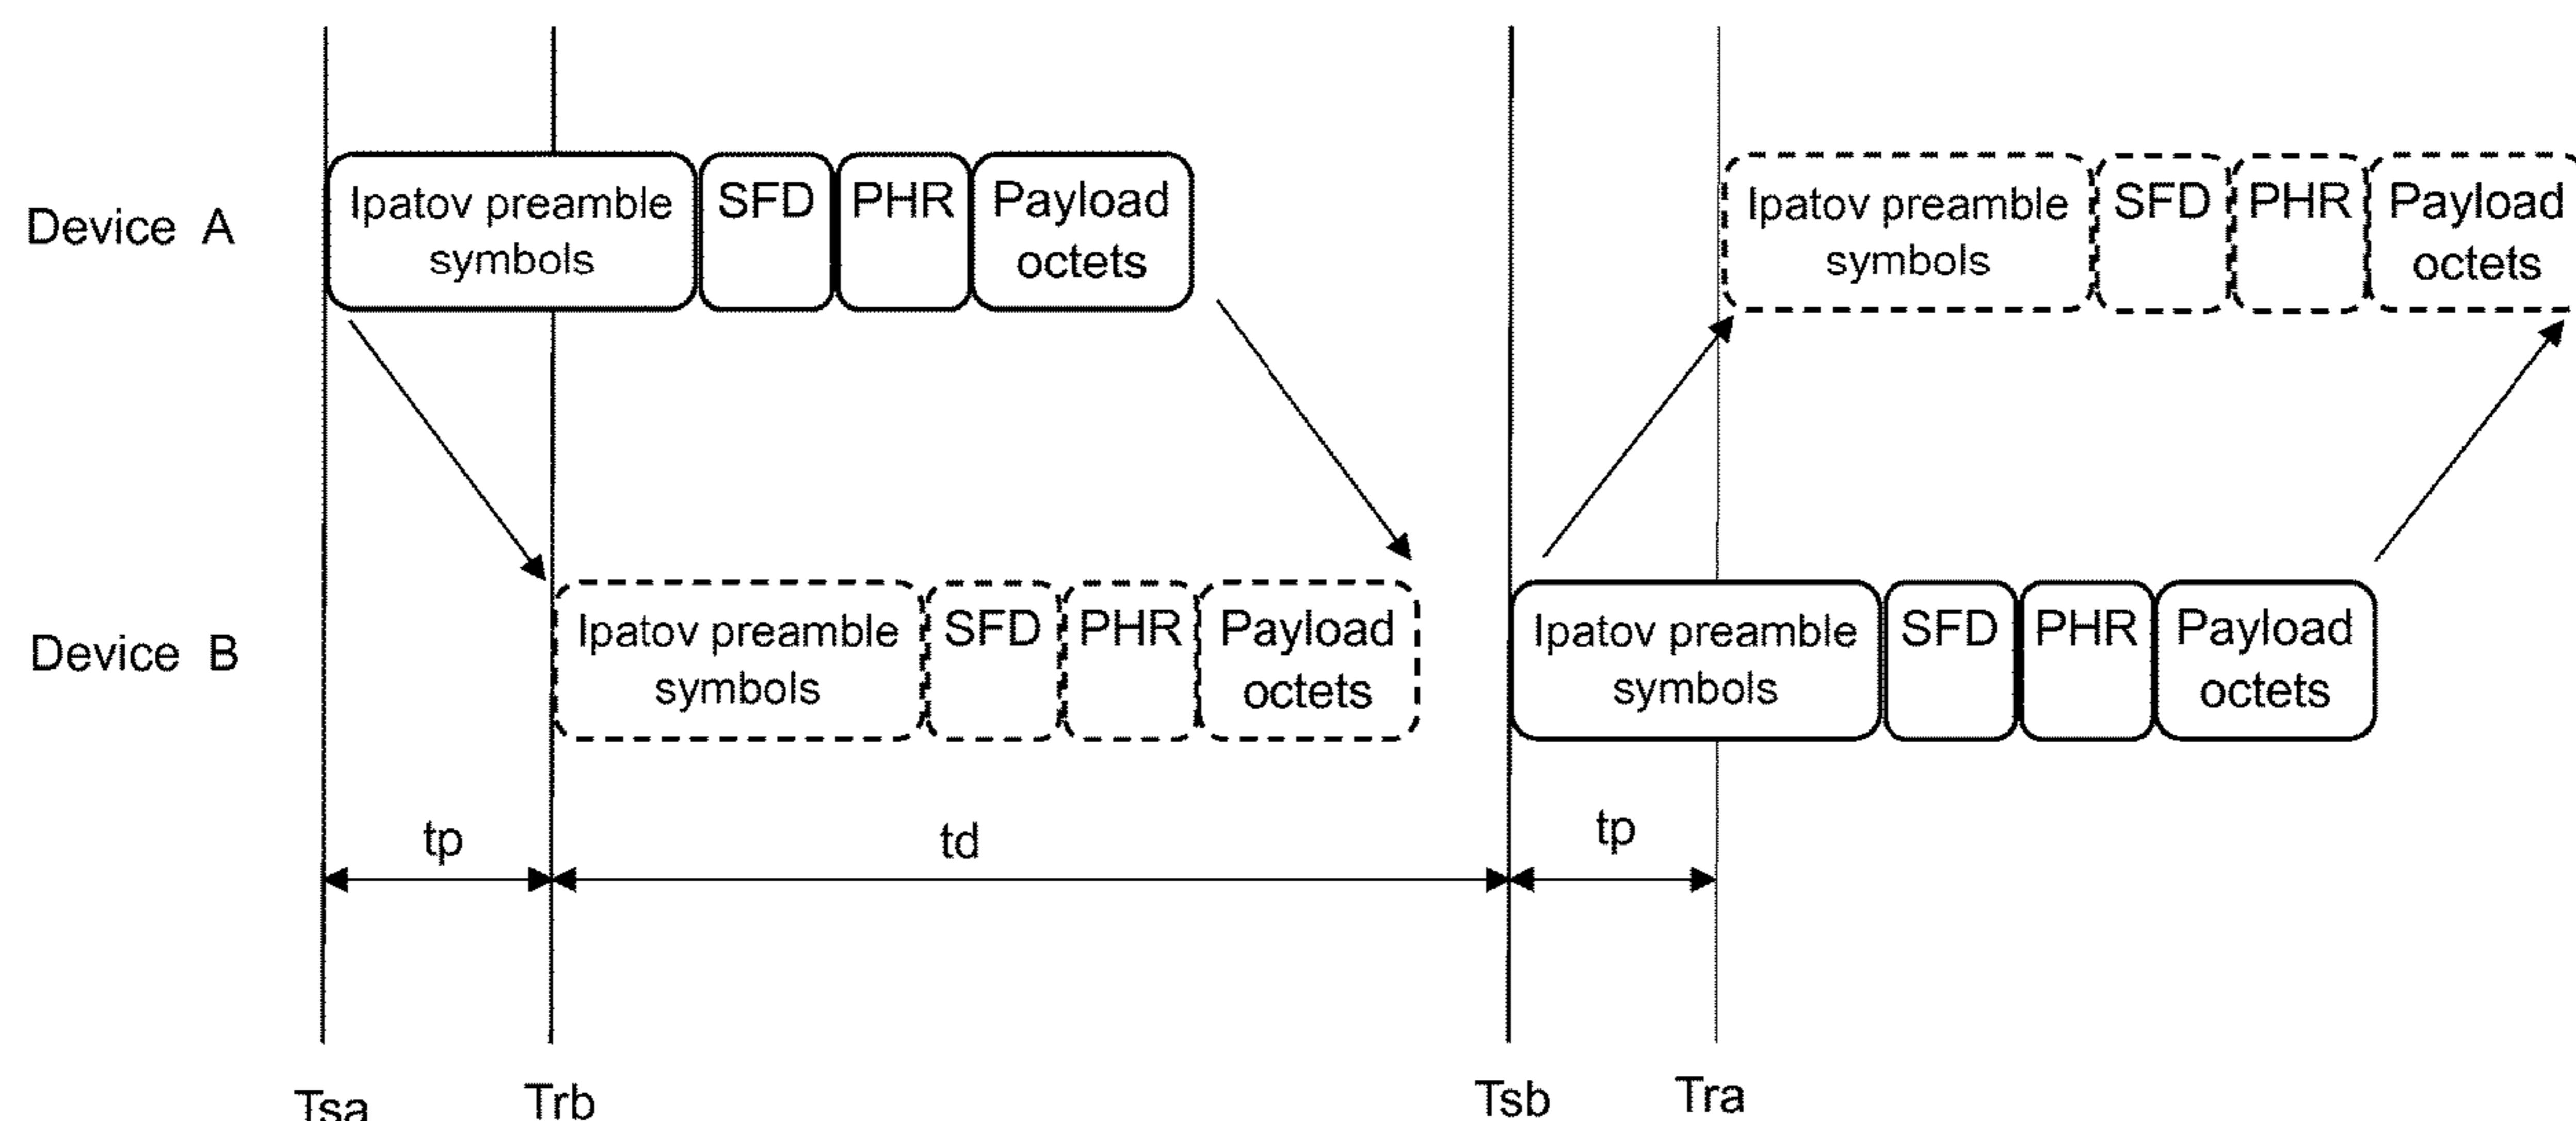 Device A
Ipatov preamble
symbols
SFD
PHR
Payload
octets
Ipatov preamble
symbols
SFD
PHR
Payload
octets
Device B
Ipatov preamble
symbols
SFD
PHR
Payload
octets
Ipatov preamble
symbols
SFD
PHR
Payload
octets
tp
td
tp
Tsa
Trb
Tsb
Tra